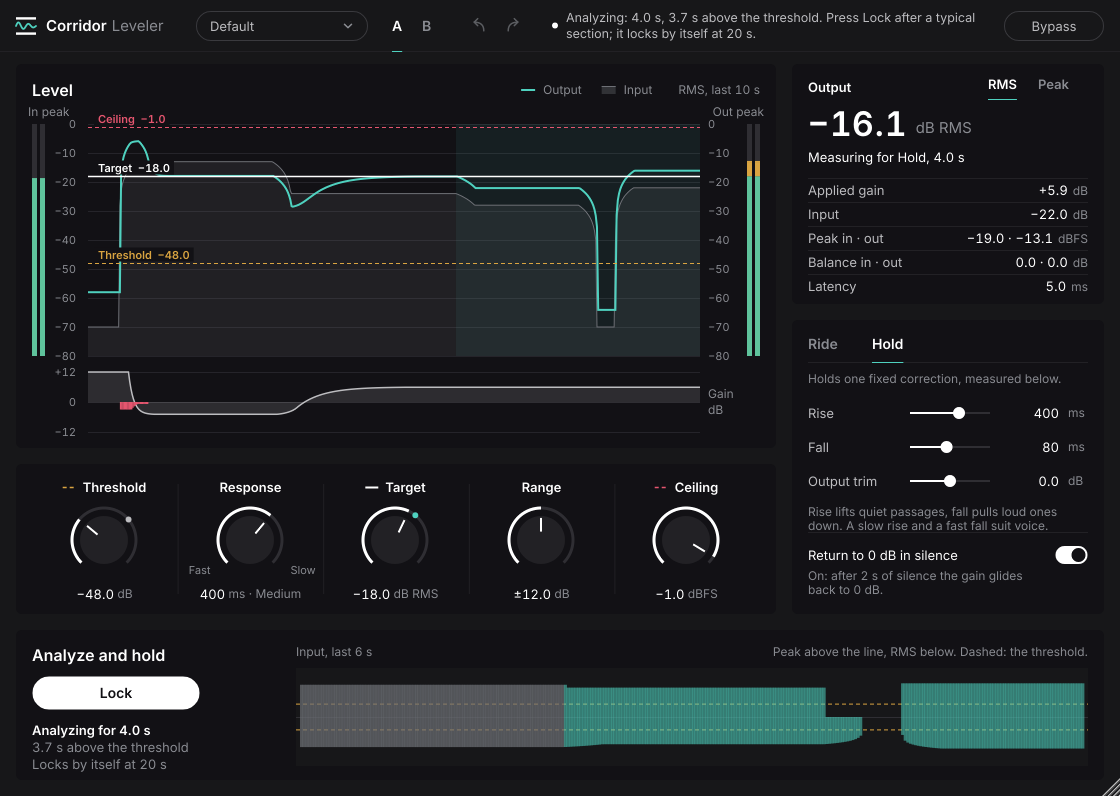 Corridor Leveler
Default
A
B
Analyzing: 4.0 s, 3.7 s above the threshold. Press Lock after a typical
section; it locks by itself at 20 s.
Bypass
Level
Output
Input
RMS, last 10 s
In peak
Out peak
Ceiling −1.0
Target −18.0
Threshold −48.0
0
−10
−20
−30
−40
−50
−60
−70
−80
0
−10
−20
−30
−40
−50
−60
−70
−80
+12
0
−12
Gain
dB
Output
RMS
Peak
−16.1 dB RMS
Measuring for Hold, 4.0 s
Applied gain +5.9 dB
Input −22.0 dB
Peak in · out −19.0 · −13.1 dBFS
Balance in · out 0.0 · 0.0 dB
Latency 5.0 ms
Ride
Hold
Holds one fixed correction, measured below.
Rise 400 ms
Fall 80 ms
Output trim 0.0 dB
Rise lifts quiet passages, fall pulls loud ones
down. A slow rise and a fast fall suit voice.
Return to 0 dB in silence
On: after 2 s of silence the gain glides
back to 0 dB.
Threshold
−48.0 dB
Response
Fast
Slow
400 ms · Medium
Target
−18.0 dB RMS
Range
±12.0 dB
Ceiling
−1.0 dBFS
Analyze and hold
Lock
Analyzing for 4.0 s
3.7 s above the threshold
Locks by itself at 20 s
Input, last 6 s
Peak above the line, RMS below. Dashed: the threshold.